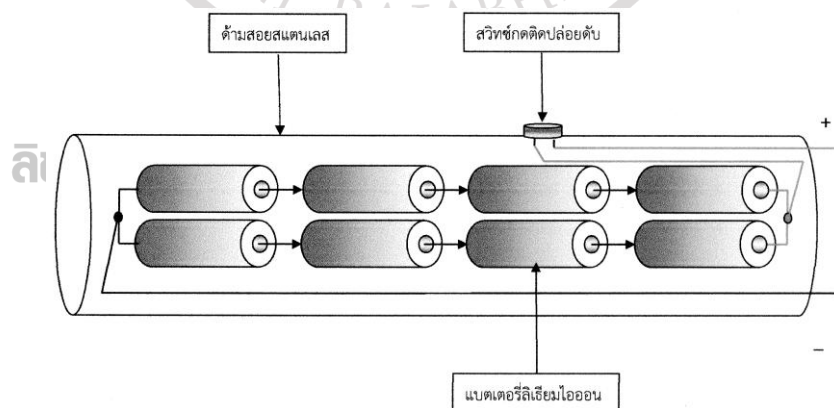 ด้ามสอยสแตนเลส
สวิทช์กดติดปล่อยดับ
+
ลิ
−
แบตเตอรี่ลิเธียมไอออน